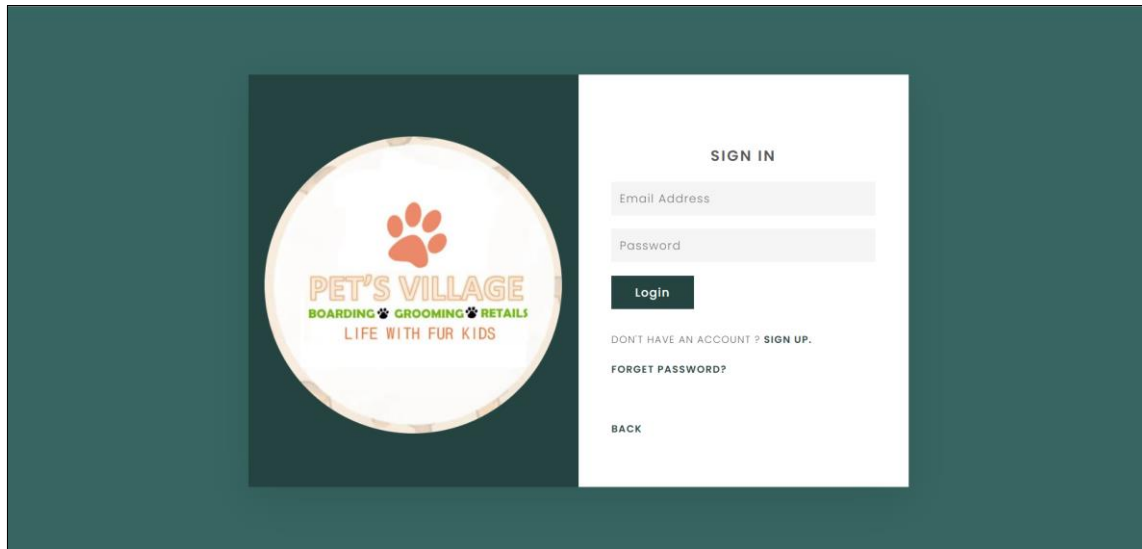 PET'S VILLAGE
BOARDING GROOMING RETAILS
LIFE WITH FUR KIDS
SIGN IN
Email Address
Password
Login
DON'T HAVE AN ACCOUNT ? SIGN UP.
FORGET PASSWORD?
BACK